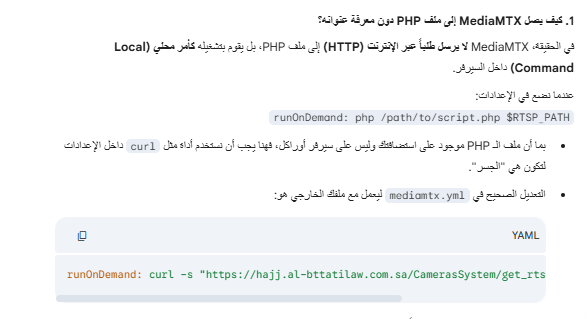 1. كيف يصل MediaMTX إلى ملف PHP دون معرفة عنوانه؟
في الحقيقة، MediaMTX لا يرسل طلباً عبر الإنترنت (HTTP) إلى ملف PHP، بل يقوم بتشغيله كأمر محلي (Local
Command) داخل السيرفر.
عندما نضع في الإعدادات:
runOnDemand: php /path/to/script.php $RTSP_PATH
• بما أن ملف الـ PHP موجود على استضافتك وليس على سيرفر أوراكل، فهنا يجب أن نستخدم أداة مثل curl داخل الإعدادات
لتكون هي "الجسر".
• التعديل الصحيح في mediamtx.yml ليعمل مع ملفك الخارجي هو:
YAML
runOnDemand: curl -s "https://hajj.al-bttatilaw.com.sa/CamerasSystem/get_rts